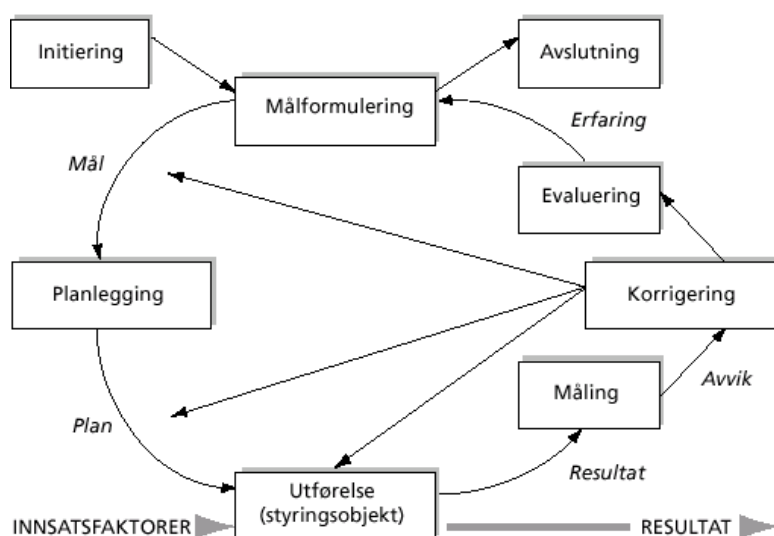 Initiering
Avslutning
Målformulering
Erfaring
Mål
Evaluering
Planlegging
Korrigering
Måling
Avvik
Plan
Resultat
Utførelse
(styringsobjekt)
INNSATSFAKTORER
RESULTAT